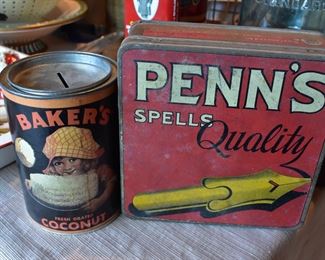 BAKER'S
FRESH GRATED
COCONUT
PENN'S
SPELLS
Quality